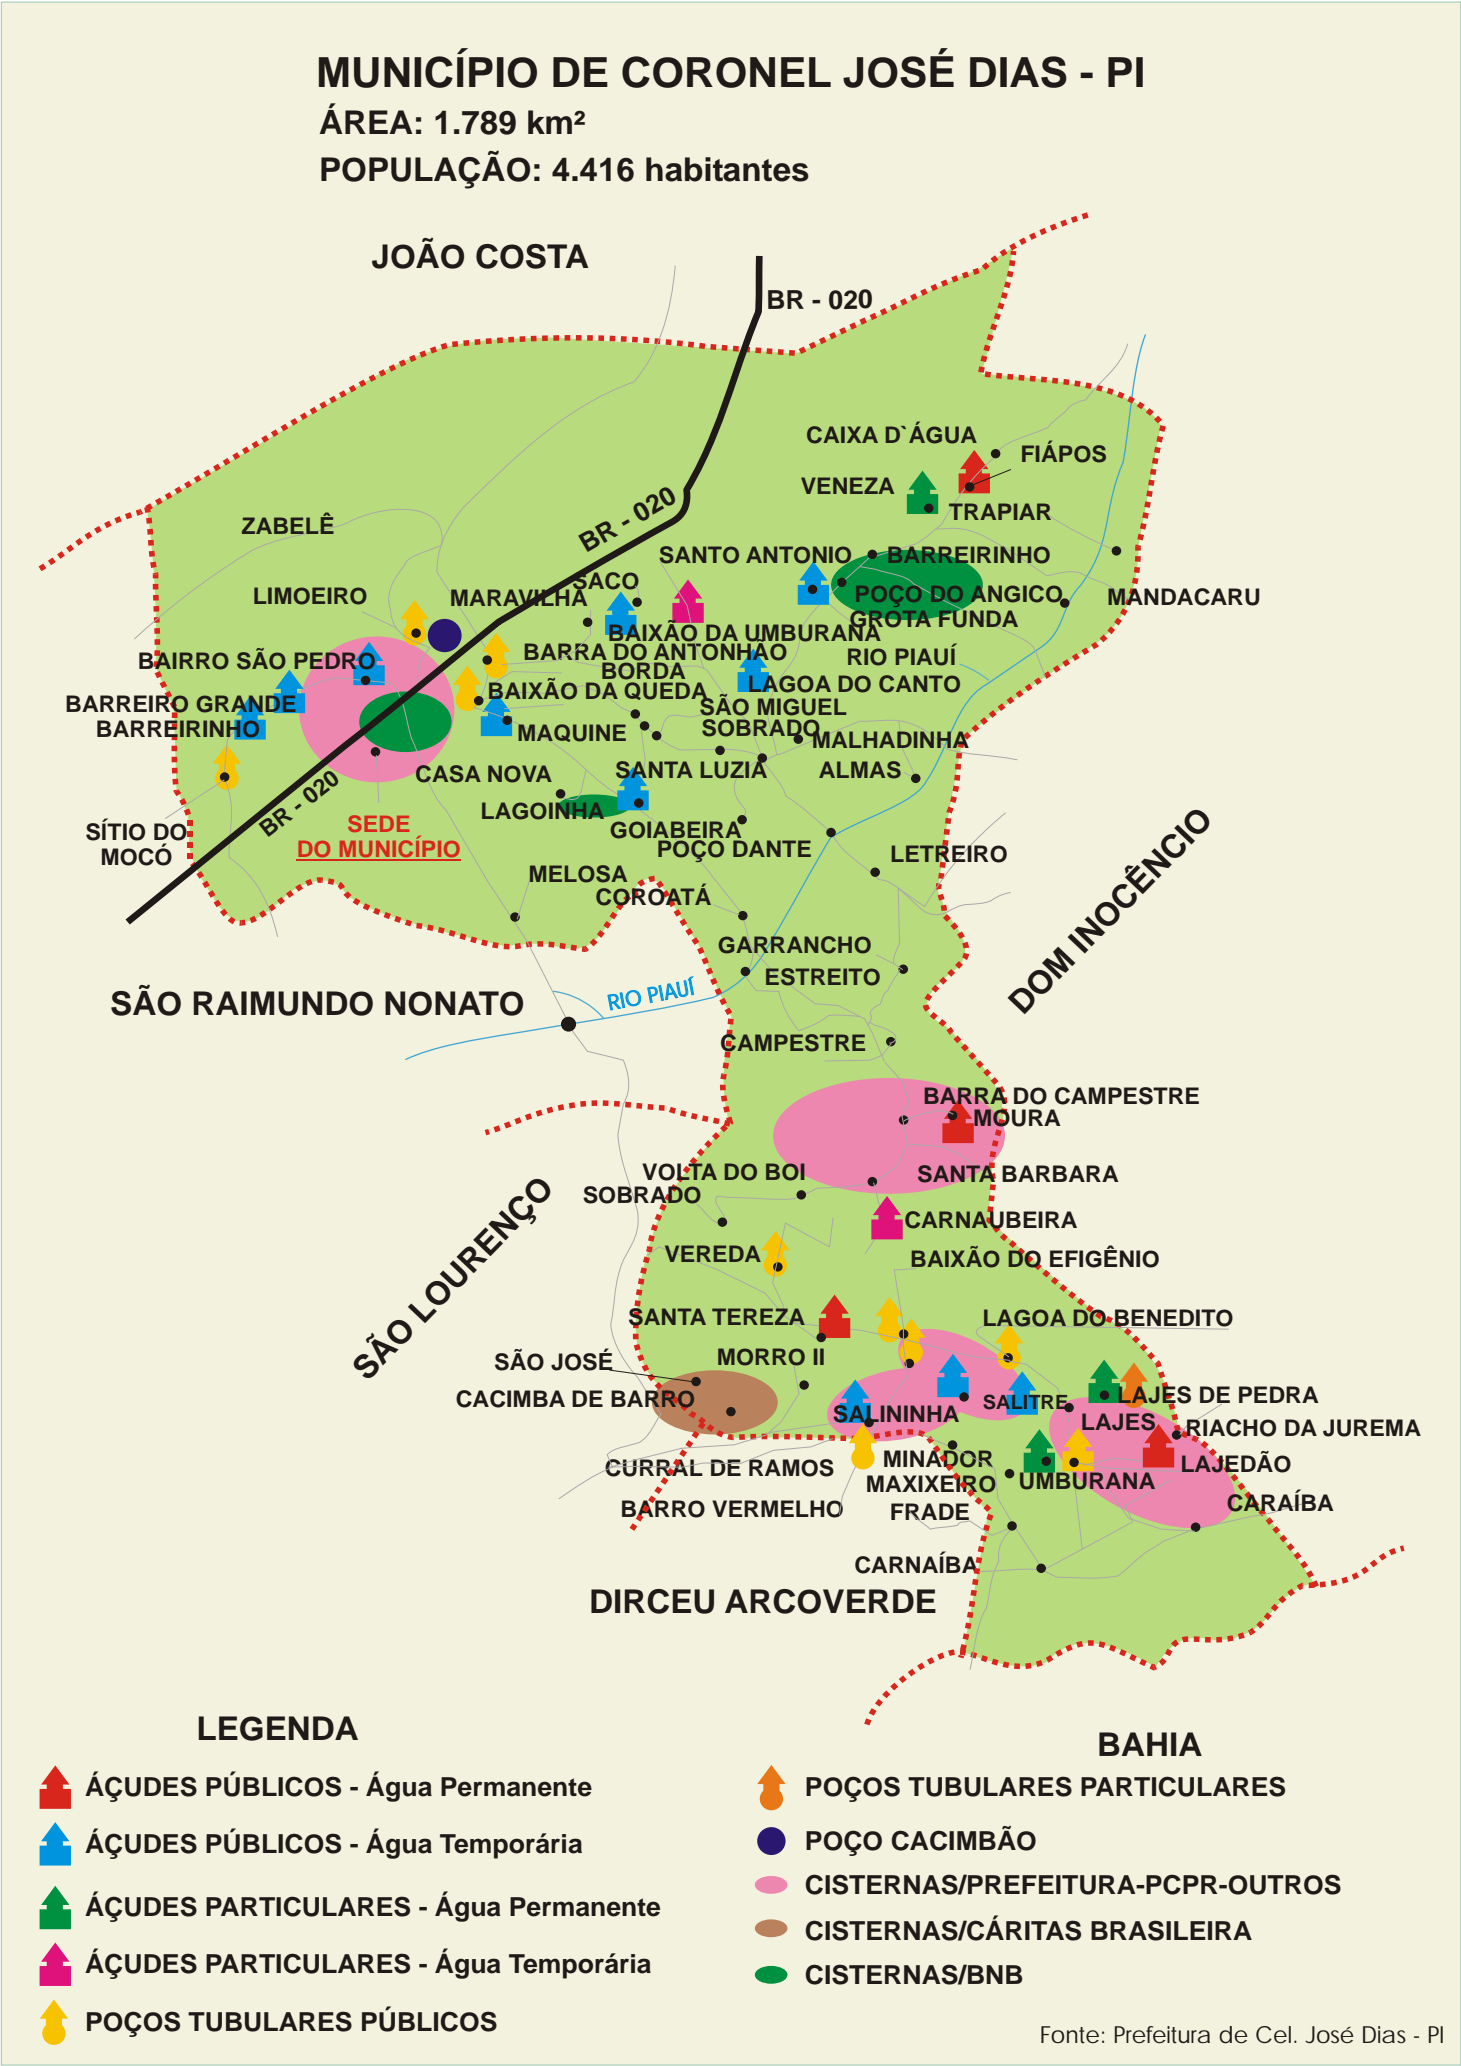 MUNICÍPIO DE CORONEL JOSÉ DIAS - PI
ÁREA: 1.789 km²
POPULAÇÃO: 4.416 habitantes
JOÃO COSTA
BR - 020
CAIXA D`ÁGUA
FIÁPOS
VENEZA
TRAPIAR
BR - 020
ZABELÊ
SANTO ANTONIO
BARREIRINHO
SACO
LIMOEIRO
MARAVILHA
POÇO DO ANGICO
MANDACARU
GROTA FUNDA
BAIXÃO DA UMBURANA
BARRA DO ANTONHÃO
RIO PIAUÍ
BAIRRO SÃO PEDRO
BORDA
LAGOA DO CANTO
BAIXÃO DA QUEDA
BARREIRO GRANDE
SÃO MIGUEL
BARREIRINHO
MAQUINE
SOBRADO
MALHADINHA
CASA NOVA
SANTA LUZIA
ALMAS
BR - 020
LAGOINHA
SEDE
DO MUNICÍPIO
SÍTIO DO
MOCÓ
GOIABEIRA
POÇO DANTE
LETREIRO
MELOSA
COROATÁ
DOM INOCÊNCIO
GARRANCHO
ESTREITO
SÃO RAIMUNDO NONATO
RIO PIAUÍ
CAMPESTRE
BARRA DO CAMPESTRE
MOURA
VOLTA DO BOI
SANTA BARBARA
SOBRADO
SÃO LOURENÇO
CARNAUBEIRA
VEREDA
BAIXÃO DO EFIGÊNIO
SANTA TEREZA
LAGOA DO BENEDITO
MORRO II
SÃO JOSÉ
CACIMBA DE BARRO
SALITRE
LAJES DE PEDRA
SALININHA
LAJES
RIACHO DA JUREMA
CURRAL DE RAMOS
MINADOR
LAJEDÃO
MAXIXEIRO
UMBURANA
BARRO VERMELHO
FRADE
CARAÍBA
CARNAÍBA
DIRCEU ARCOVERDE
LEGENDA
BAHIA
ÁÇUDES PÚBLICOS - Água Permanente
ÁÇUDES PÚBLICOS - Água Temporária
ÁÇUDES PARTICULARES - Água Permanente
ÁÇUDES PARTICULARES - Água Temporária
POÇOS TUBULARES PÚBLICOS
POÇOS TUBULARES PARTICULARES
POÇO CACIMBÃO
CISTERNAS/PREFEITURA-PCPR-OUTROS
CISTERNAS/CÁRITAS BRASILEIRA
CISTERNAS/BNB
Fonte: Prefeitura de Cel. José Dias - PI